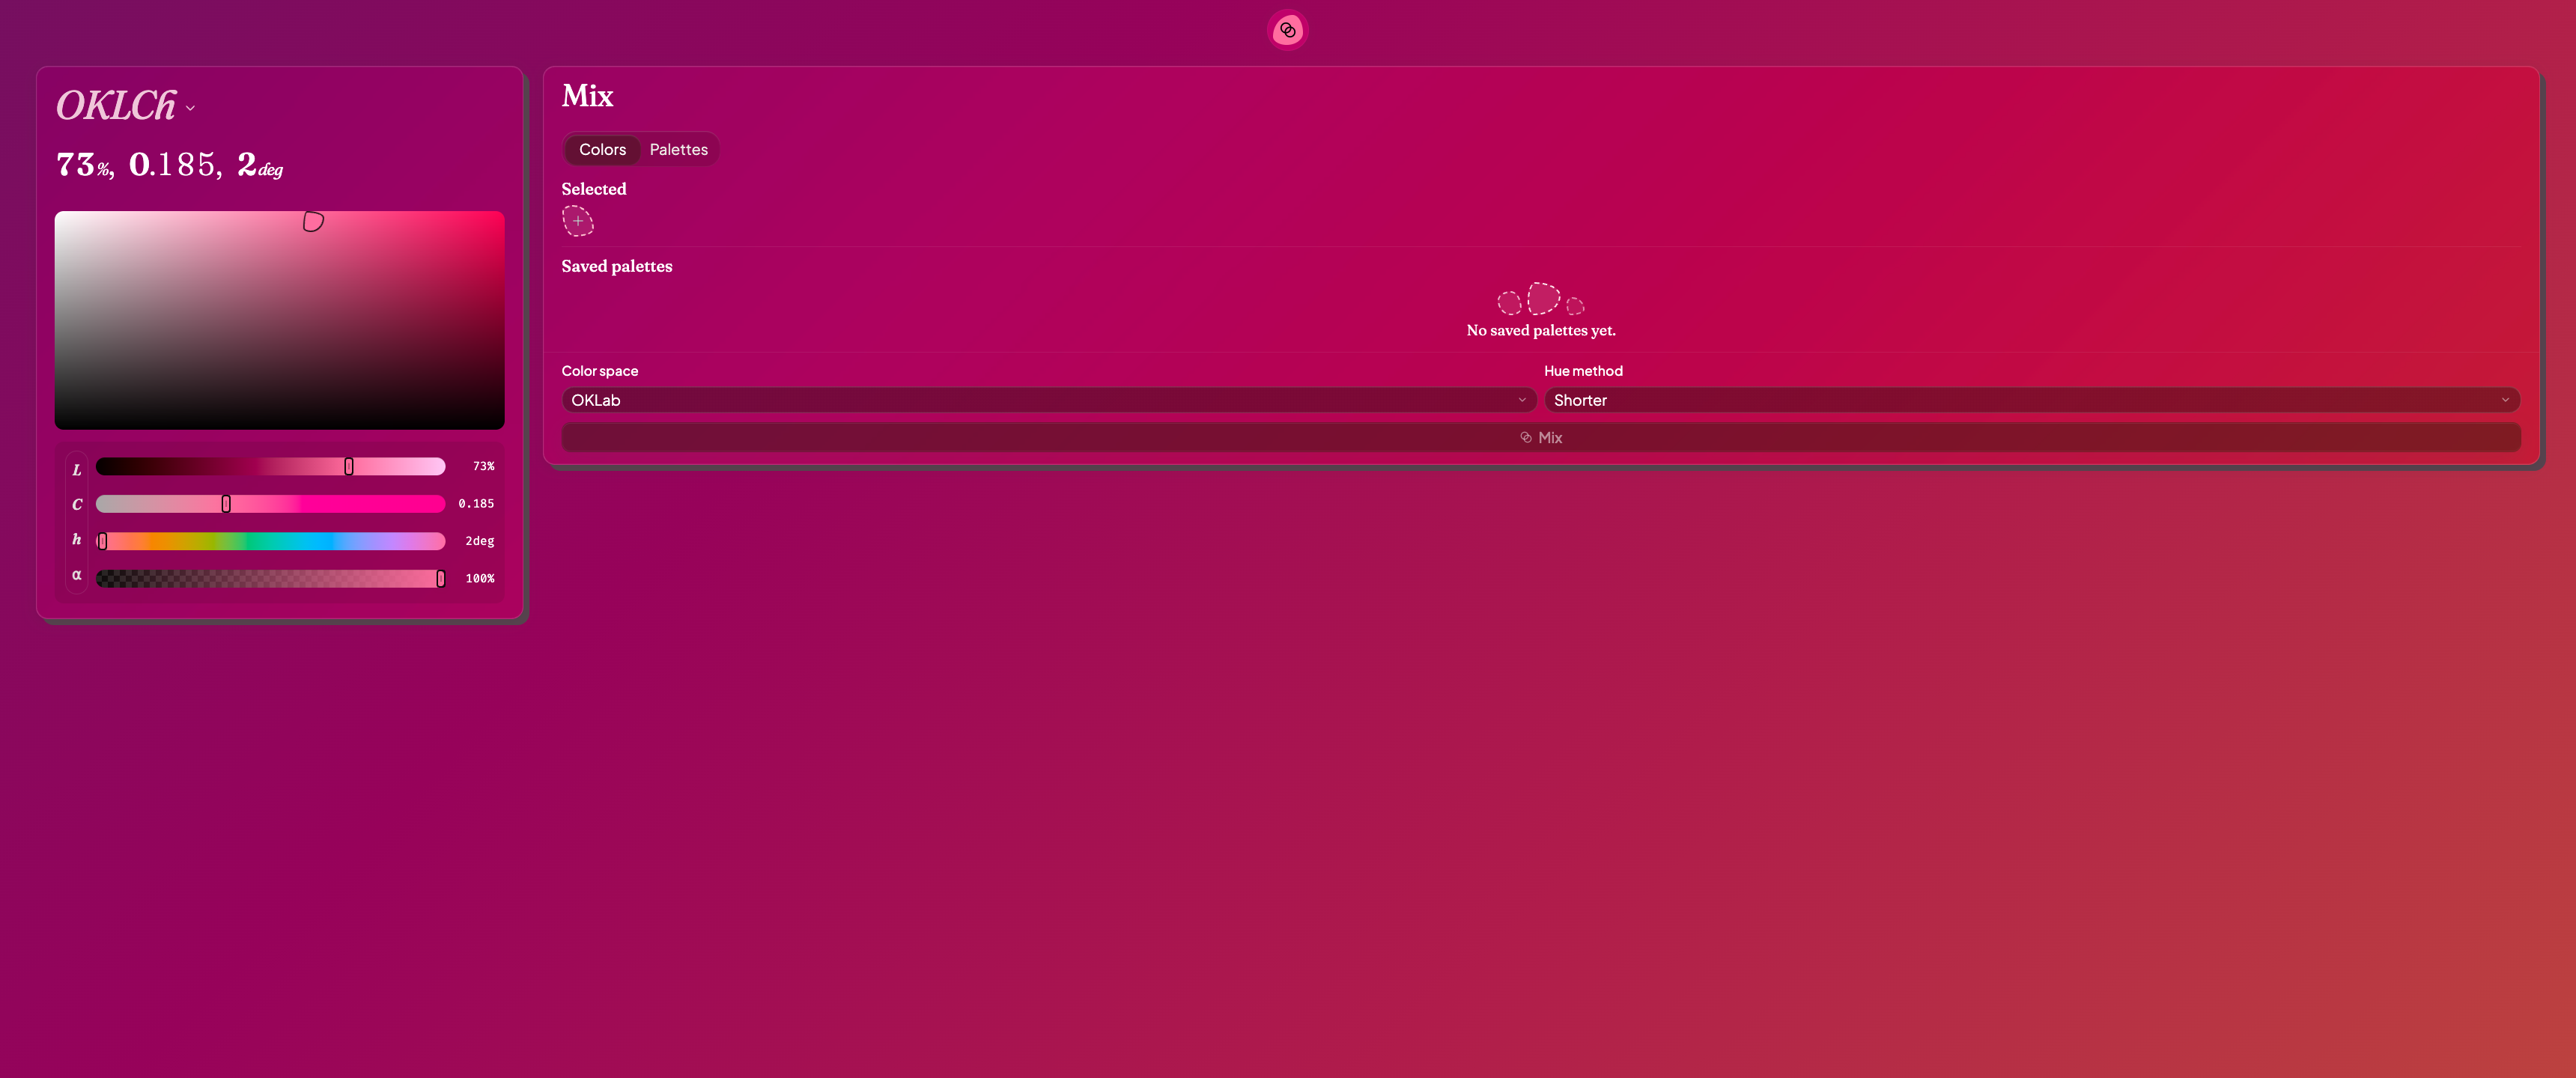 OKLCh
73%, 0.185, 2deg
L 73%
C 0.185
h 2deg
α 100%
Mix
Colors Palettes
Selected
Saved palettes
No saved palettes yet.
Color space Hue method
OKLab Shorter
Mix